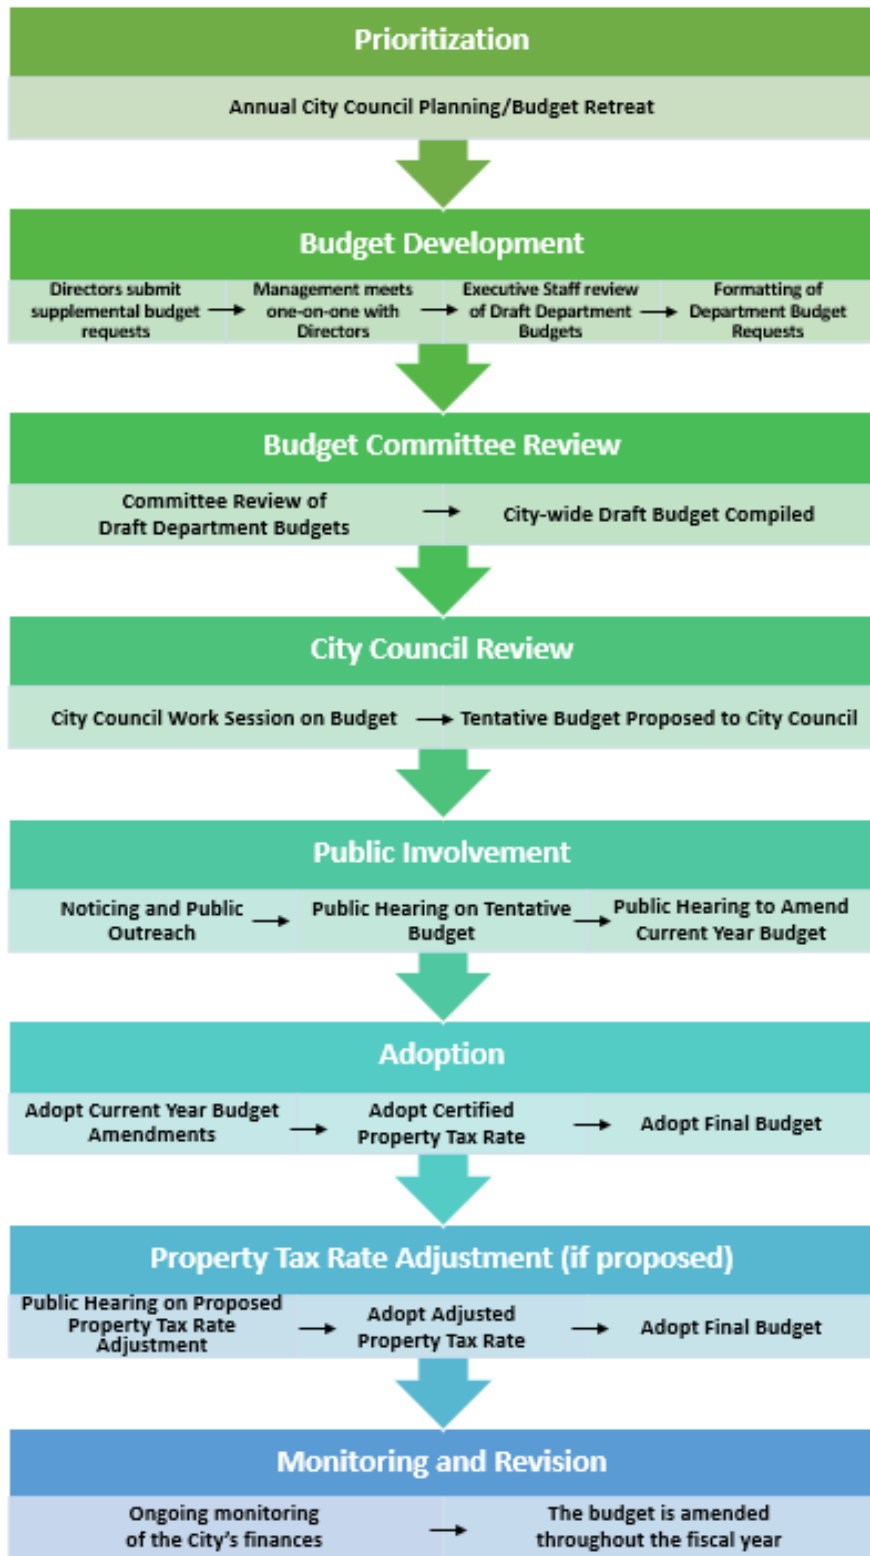 Prioritization
Annual City Council Planning/Budget Retreat
Budget Development
Directors submit
supplemental budget
requests
Management meets
one-on-one with
Directors
Executive Staff review
of Draft Department
Budgets
Formatting of
Department Budget
Requests
Budget Committee Review
Committee Review of
Draft Department Budgets
City-wide Draft Budget Compiled
City Council Review
City Council Work Session on Budget
Tentative Budget Proposed to City Council
Public Involvement
Noticing and Public
Outreach
Public Hearing on Tentative
Budget
Public Hearing to Amend
Current Year Budget
Adoption
Adopt Current Year Budget
Amendments
Adopt Certified
Property Tax Rate
Adopt Final Budget
Property Tax Rate Adjustment (if proposed)
Public Hearing on Proposed
Property Tax Rate
Adjustment
Adopt Adjusted
Property Tax Rate
Adopt Final Budget
Monitoring and Revision
Ongoing monitoring
of the City's finances
The budget is amended
throughout the fiscal year